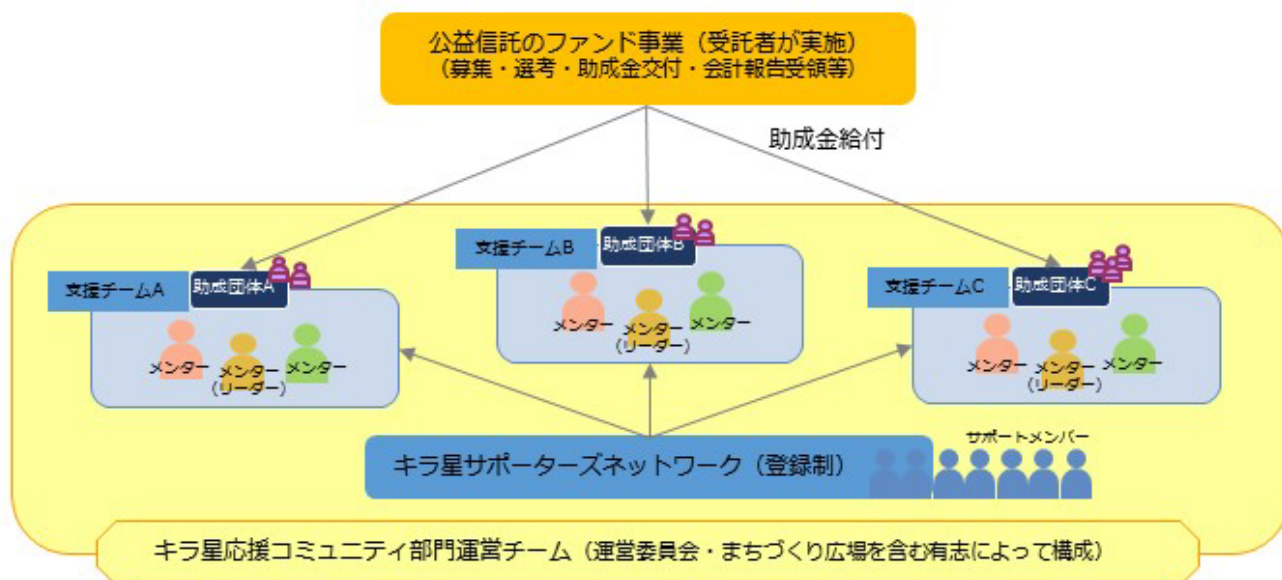 公益信託のファンド事業（受託者が実施）
（募集・選考・助成金交付・会計報告受領等）
助成金給付
支援チームA
助成団体A
メンター
メンター
（リーダー）
メンター
支援チームB
助成団体B
メンター
メンター
（リーダー）
メンター
支援チームC
助成団体C
メンター
メンター
（リーダー）
メンター
サポートメンバー
キラ星サポーターズネットワーク（登録制）
キラ星応援コミュニティ部門運営チーム（運営委員会・まちづくり広場を含む有志によって構成）